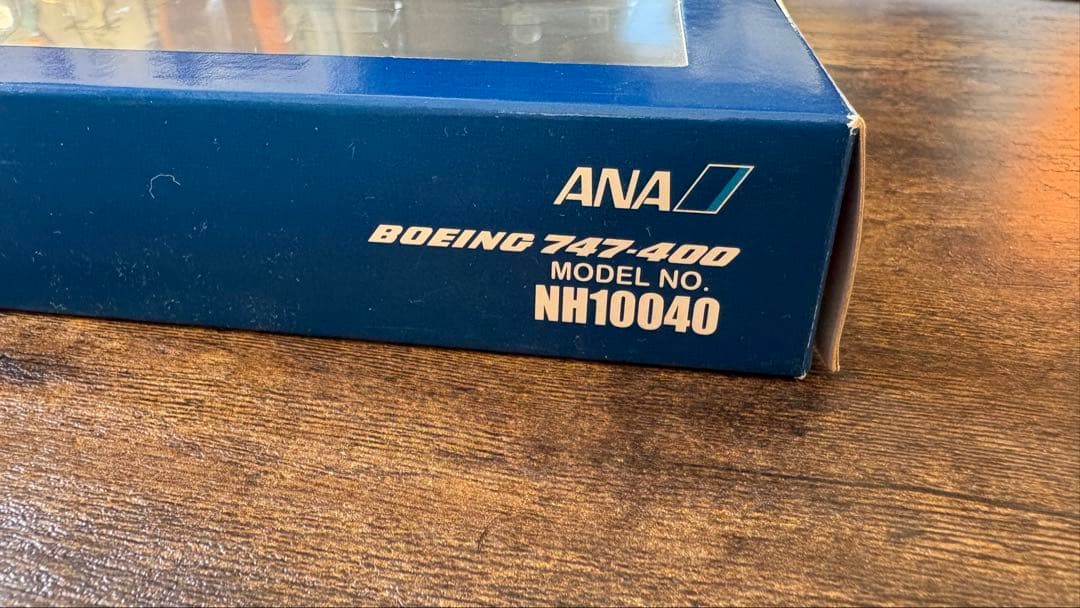 ANA
BOEING 747-400
MODEL NO.
NH10040